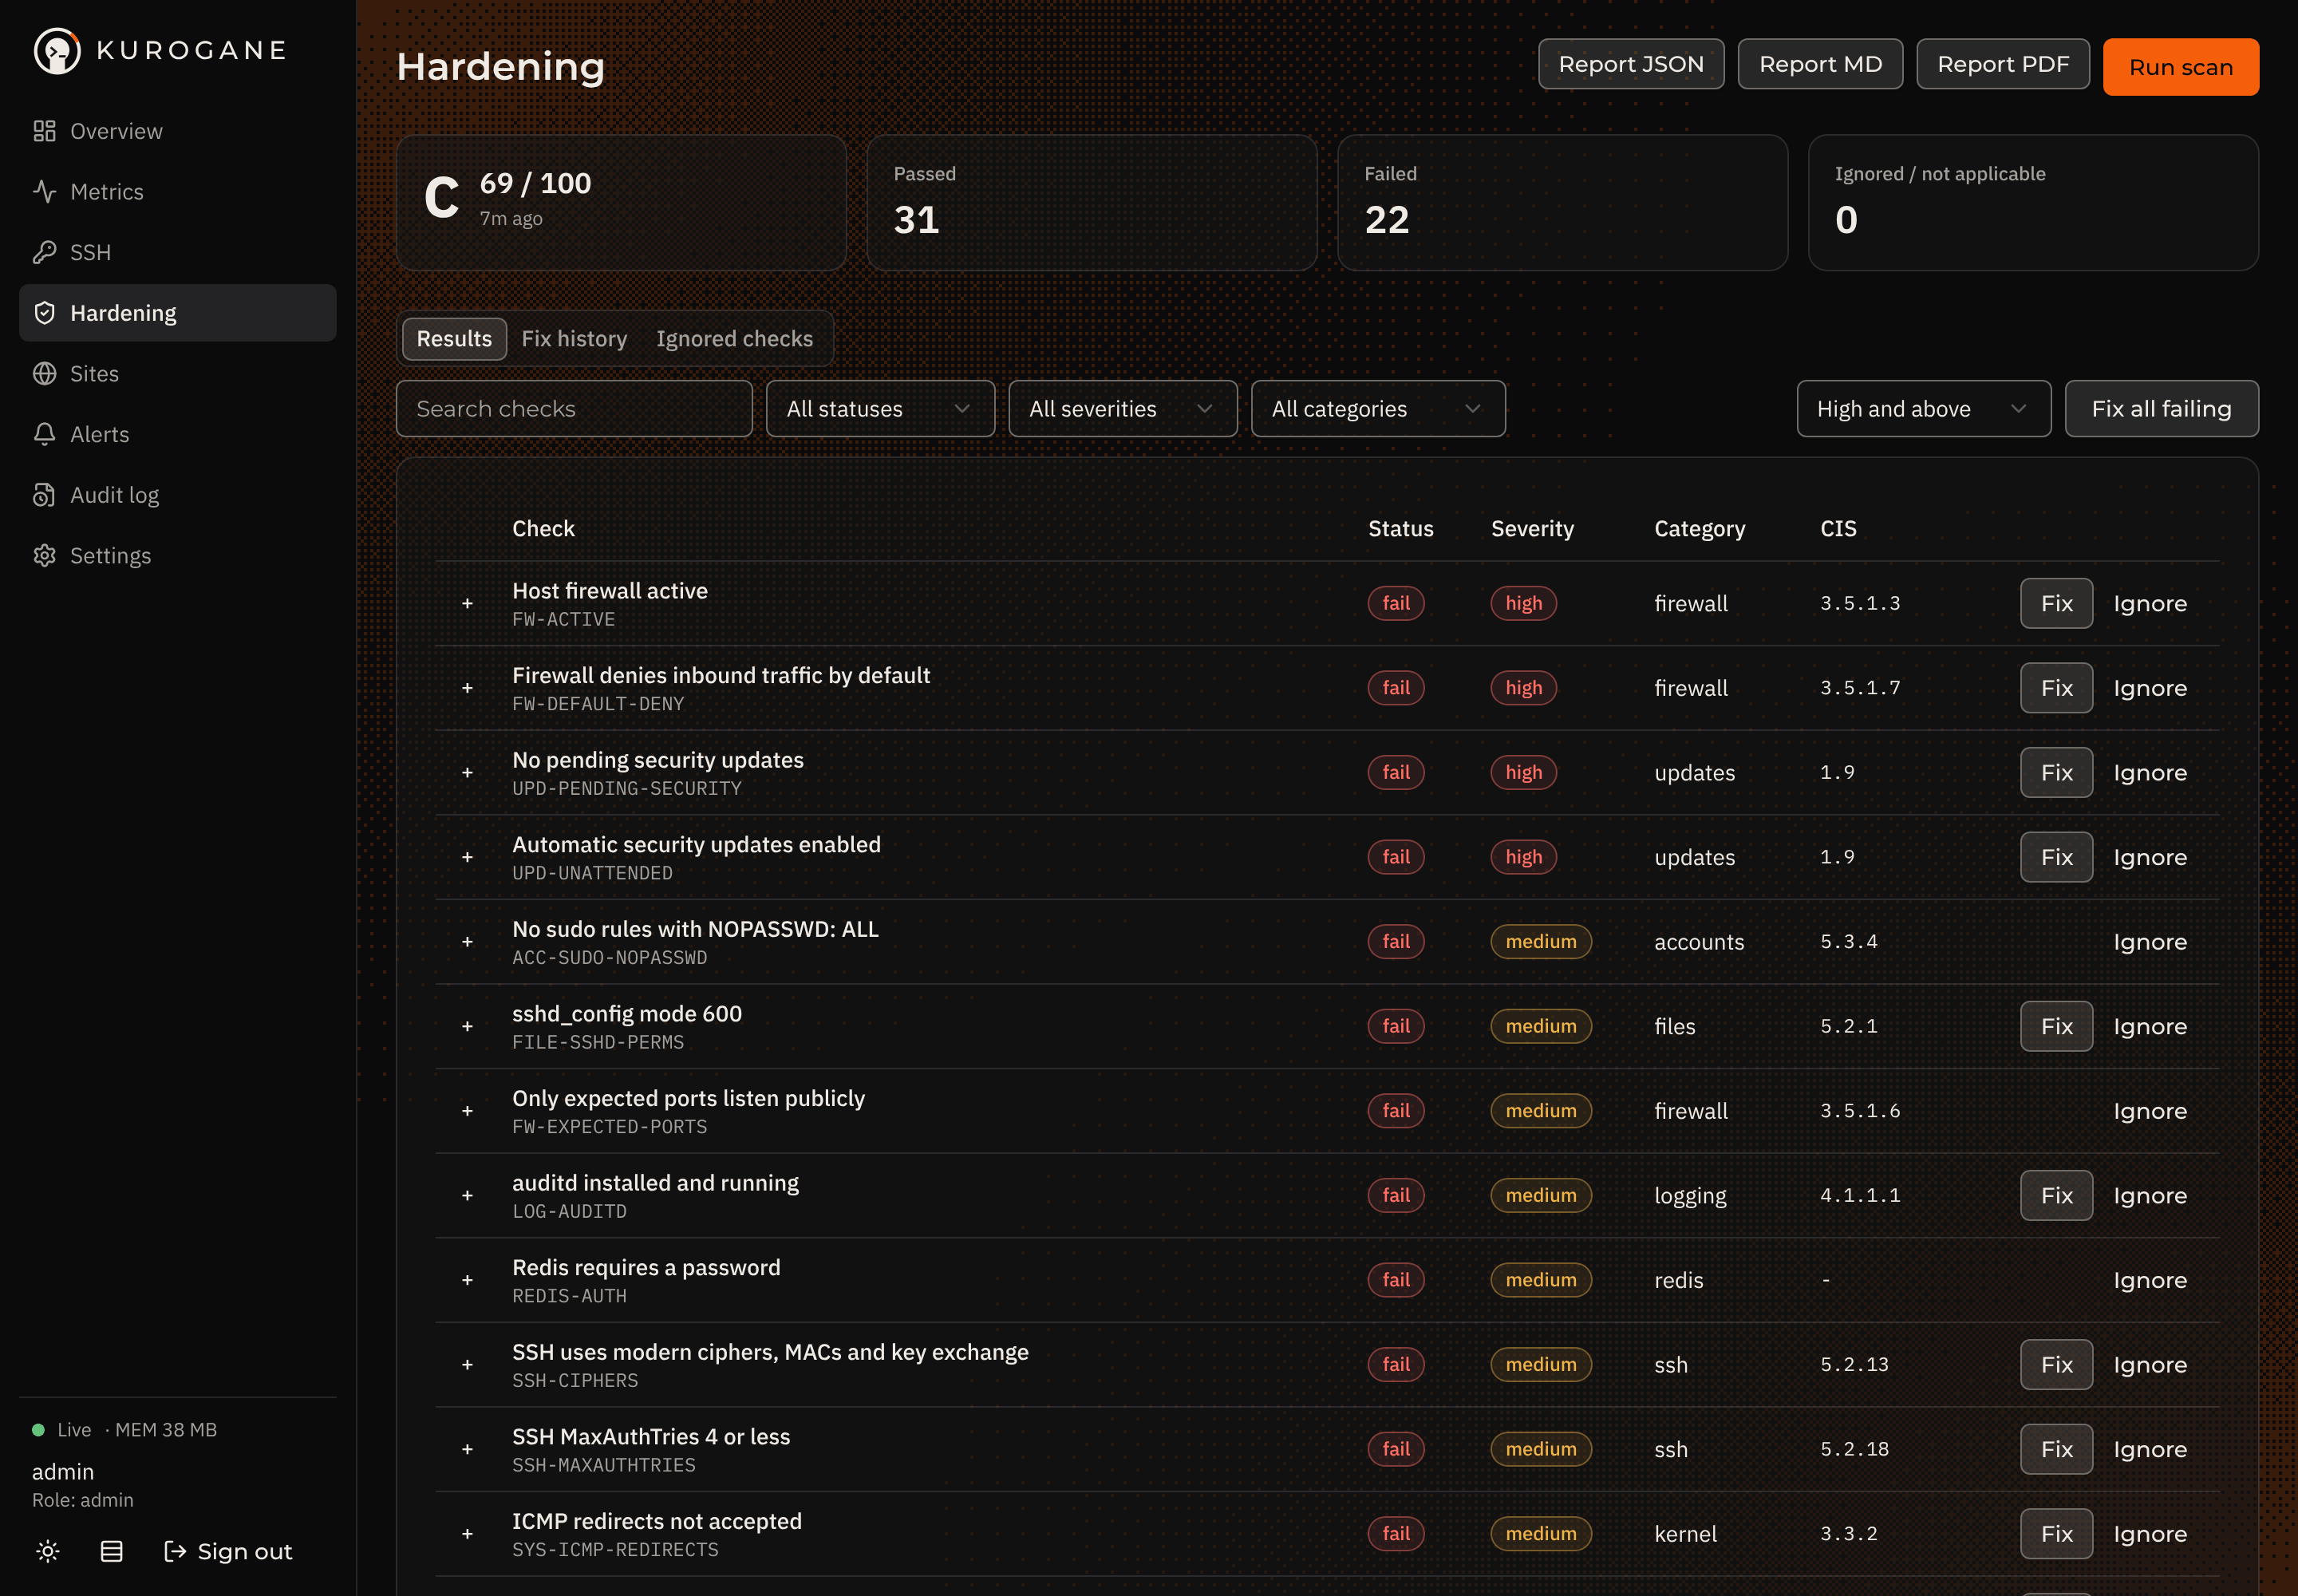 KUROGANE
Overview
Metrics
SSH
Hardening
Sites
Alerts
Audit log
Settings
Live · MEM 38 MB
admin
Role: admin
Sign out
Hardening
Report JSON
Report MD
Report PDF
Run scan
C
69 / 100
7m ago
Passed
31
Failed
22
Ignored / not applicable
0
Results
Fix history
Ignored checks
Search checks
All statuses
All severities
All categories
High and above
Fix all failing
Check Status Severity Category CIS
+ Host firewall active fail high firewall 3.5.1.3 Fix Ignore
FW-ACTIVE
+ Firewall denies inbound traffic by default fail high firewall 3.5.1.7 Fix Ignore
FW-DEFAULT-DENY
+ No pending security updates fail high updates 1.9 Fix Ignore
UPD-PENDING-SECURITY
+ Automatic security updates enabled fail high updates 1.9 Fix Ignore
UPD-UNATTENDED
+ No sudo rules with NOPASSWD: ALL fail medium accounts 5.3.4 Ignore
ACC-SUDO-NOPASSWD
+ sshd_config mode 600 fail medium files 5.2.1 Fix Ignore
FILE-SSHD-PERMS
+ Only expected ports listen publicly fail medium firewall 3.5.1.6 Ignore
FW-EXPECTED-PORTS
+ auditd installed and running fail medium logging 4.1.1.1 Fix Ignore
LOG-AUDITD
+ Redis requires a password fail medium redis - Ignore
REDIS-AUTH
+ SSH uses modern ciphers, MACs and key exchange fail medium ssh 5.2.13 Fix Ignore
SSH-CIPHERS
+ SSH MaxAuthTries 4 or less fail medium ssh 5.2.18 Fix Ignore
SSH-MAXAUTHTRIES
+ ICMP redirects not accepted fail medium kernel 3.3.2 Fix Ignore
SYS-ICMP-REDIRECTS